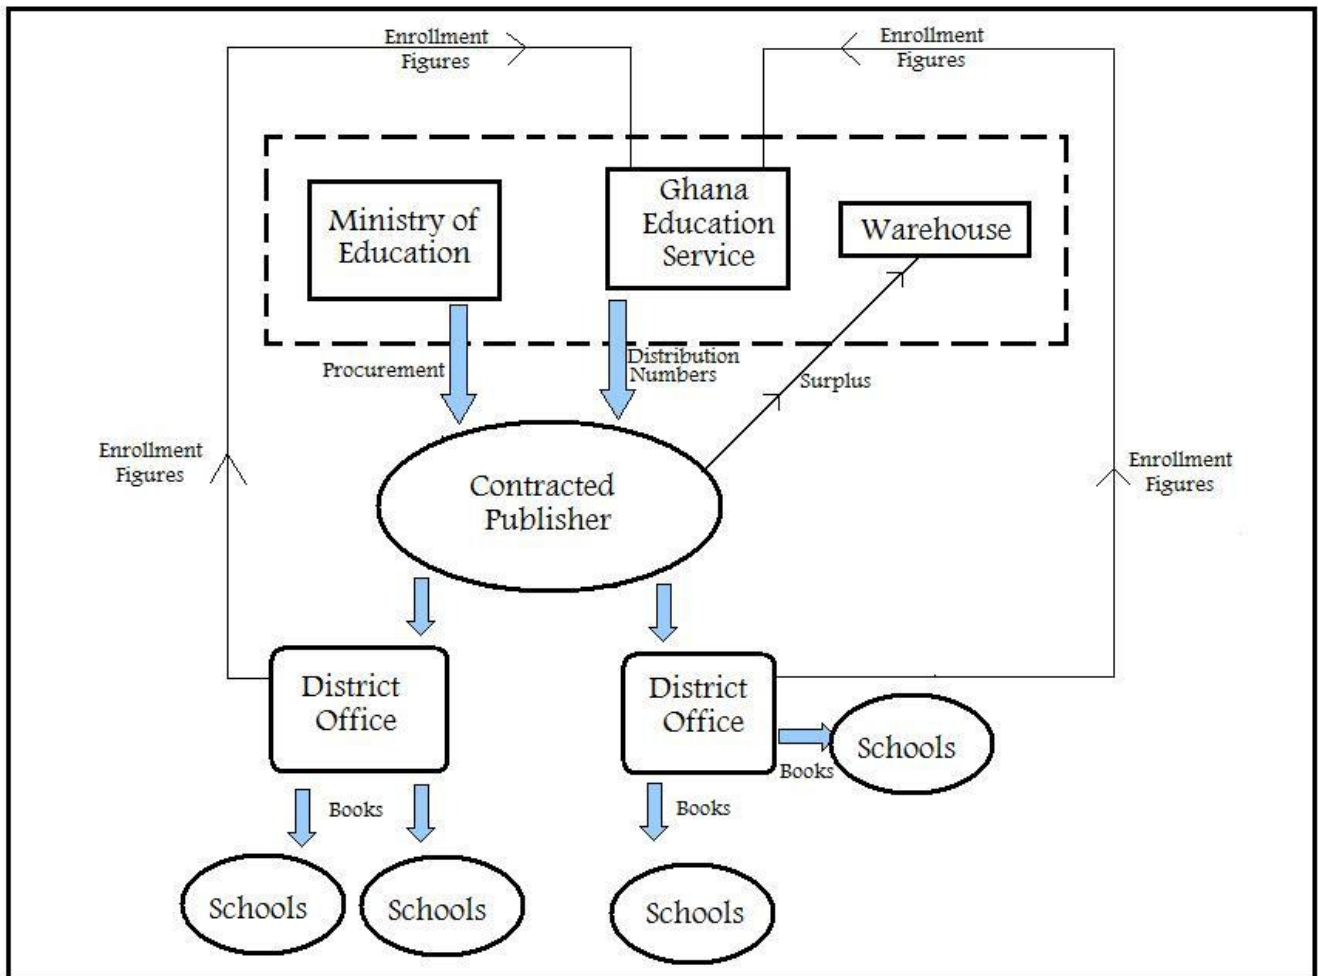 Enrollment
Figures
Enrollment
Figures
Ministry of
Education
Ghana
Education
Service
Warehouse
Procurement
Distribution
Numbers
Surplus
Enrollment
Figures
Contracted
Publisher
Enrollment
Figures
District
Office
District
Office
Schools
Books
Books
Books
Schools
Schools
Schools